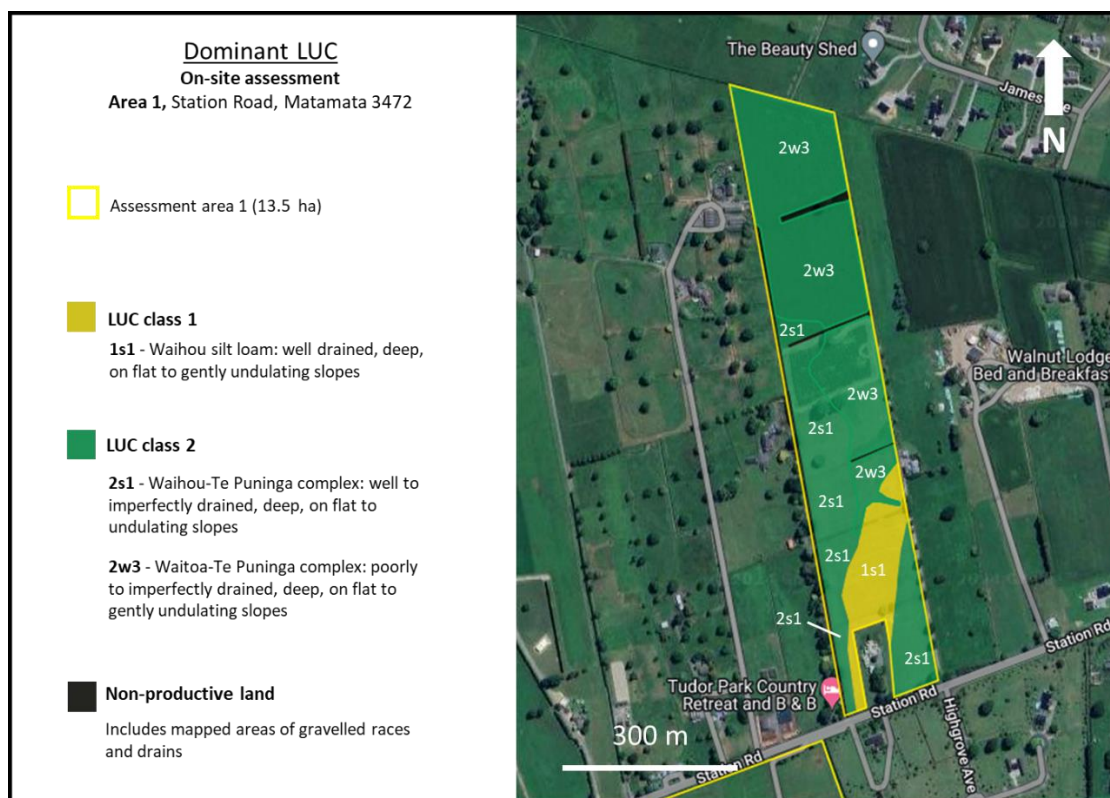 Dominant LUC
On-site assessment
Area 1, Station Road, Matamata 3472
Assessment area 1 (13.5 ha)
LUC class 1
1s1 - Waihou silt loam: well drained, deep,
on flat to gently undulating slopes
LUC class 2
2s1 - Waihou-Te Puninga complex: well to
imperfectly drained, deep, on flat to
undulating slopes
2w3 - Waitoa-Te Puninga complex: poorly
to imperfectly drained, deep, on flat to
gently undulating slopes
Non-productive land
Includes mapped areas of gravelled races
and drains
The Beauty Shed
N
2w3
2w3
2s1
Walnut Lodge
Bed and Breakfast
2w3
2s1
2w3
2s1
2s1
1s1
2s1
2s1
Station Rd
Tudor Park Country
Retreat and B & B
Station Rd
Highgrove Ave
300 m
Station Rd